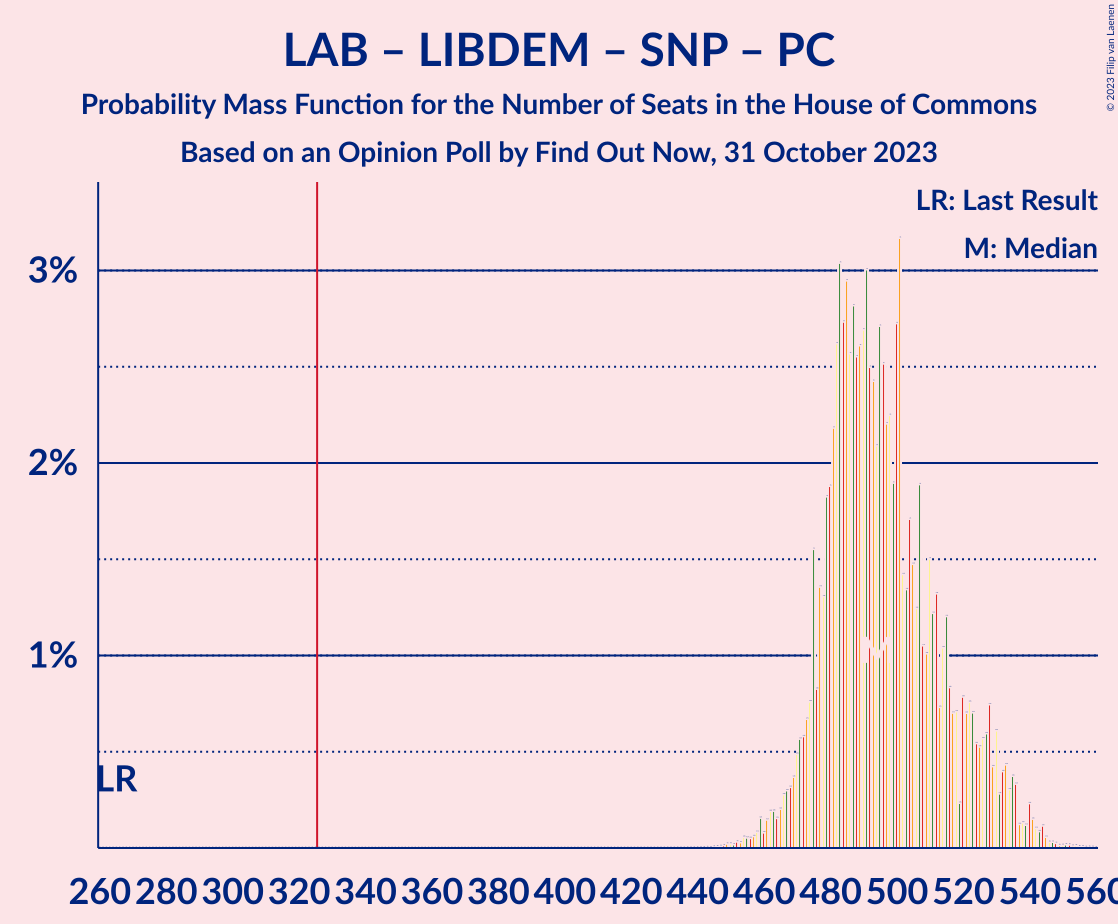 LAB – LIBDEM – SNP – PC
Probability Mass Function for the Number of Seats in the House of Commons
Based on an Opinion Poll by Find Out Now, 31 October 2023
© 2023 Filip van Laenen
LR: Last Result
M: Median
3%
2%
1%
LR
260 280 300 320 340 360 380 400 420 440 460 480 500 520 540 560